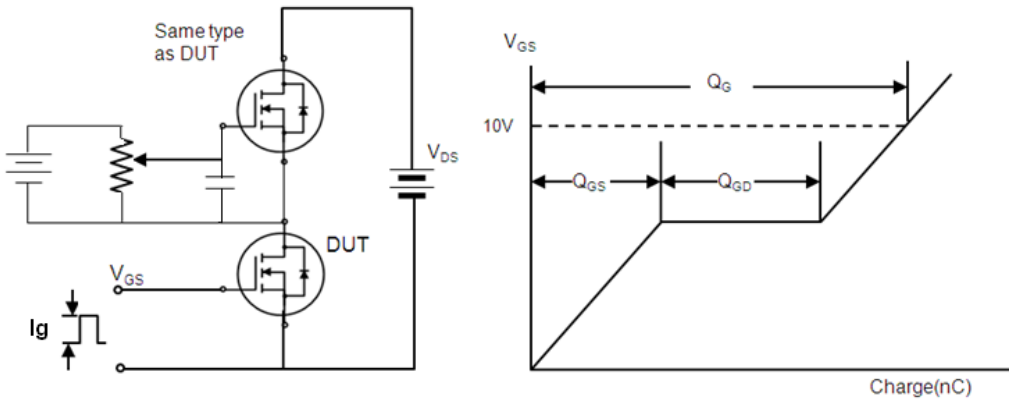 Same type
as DUT
V_DS
DUT
V_GS
Ig
V_GS
Q_G
10V
Q_GS
Q_GD
Charge(nC)